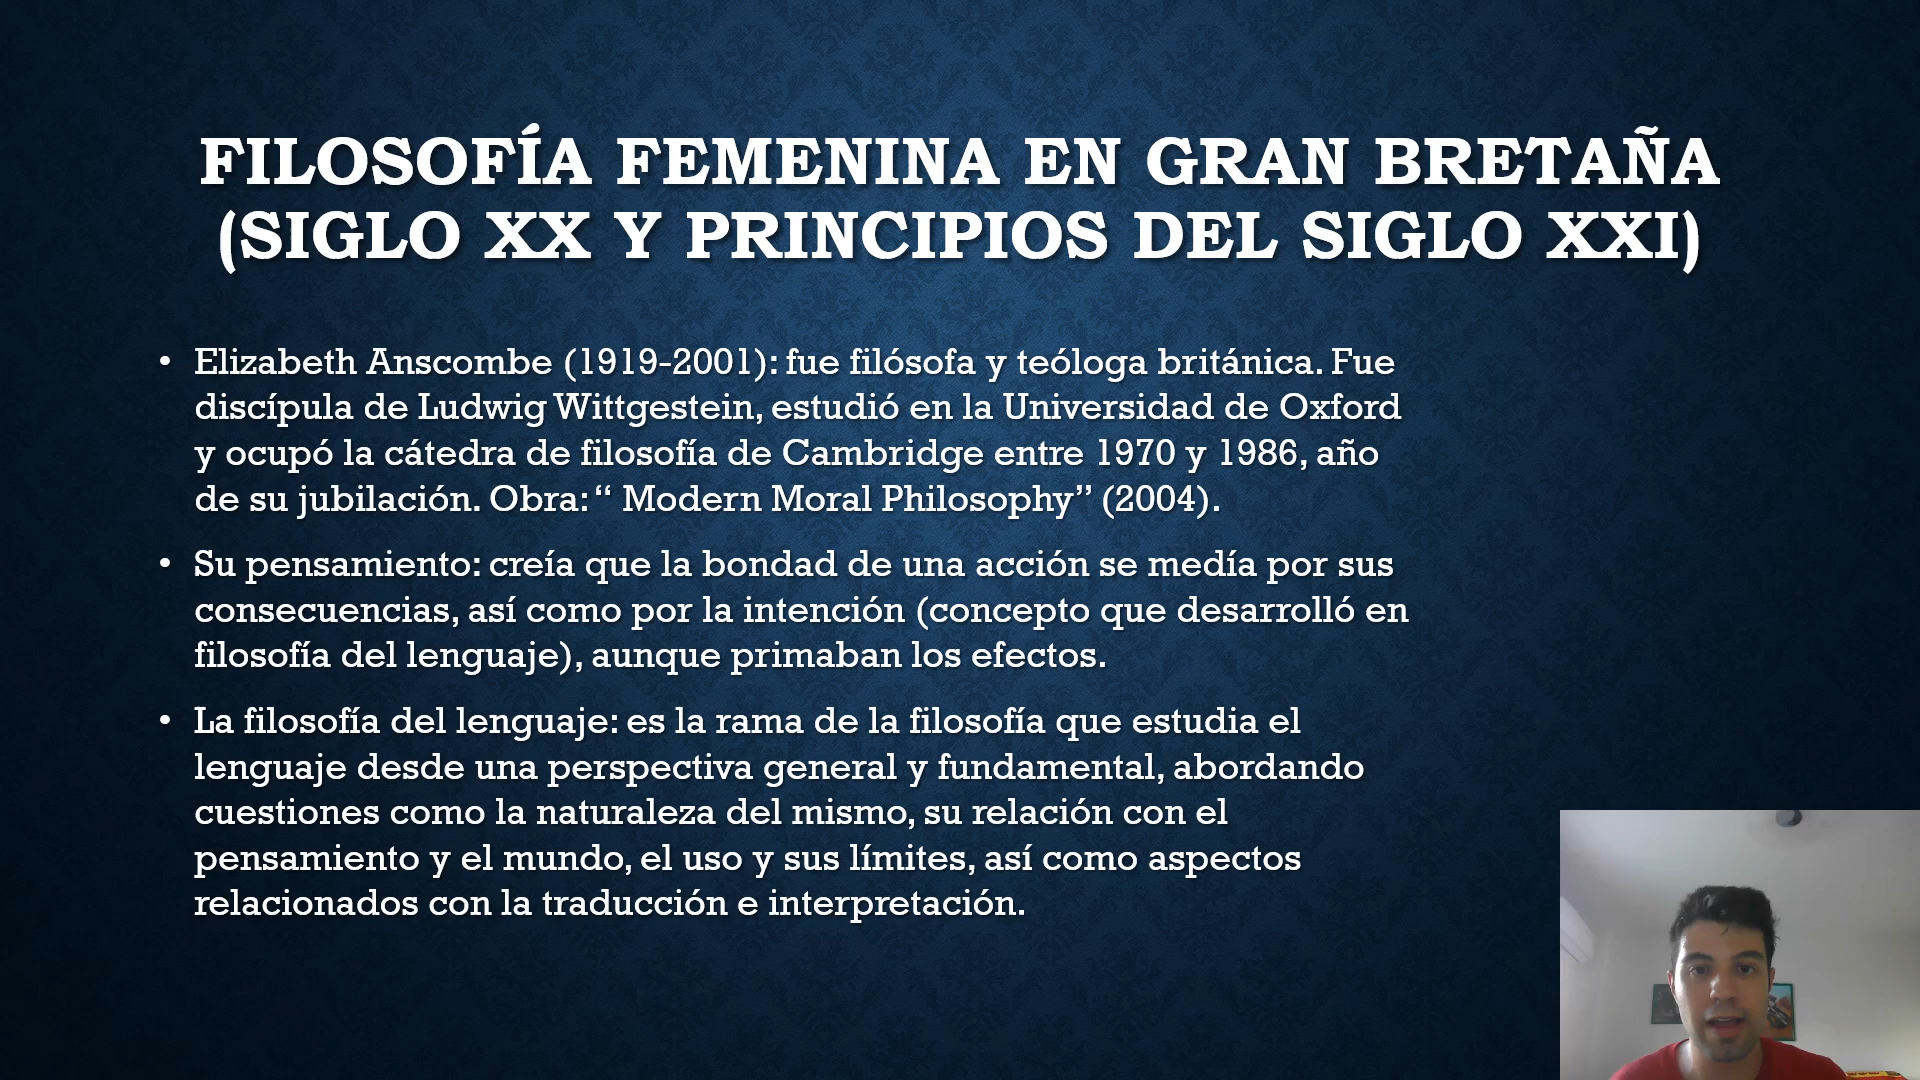 FILOSOFÍA FEMENINA EN GRAN BRETAÑA
(SIGLO XX Y PRINCIPIOS DEL SIGLO XXI)
• Elizabeth Anscombe (1919-2001): fue filósofa y teóloga británica. Fue
discípula de Ludwig Wittgestein, estudió en la Universidad de Oxford
y ocupó la cátedra de filosofía de Cambridge entre 1970 y 1986, año
de su jubilación. Obra: “ Modern Moral Philosophy” (2004).
• Su pensamiento: creía que la bondad de una acción se medía por sus
consecuencias, así como por la intención (concepto que desarrolló en
filosofía del lenguaje), aunque primaban los efectos.
• La filosofía del lenguaje: es la rama de la filosofía que estudia el
lenguaje desde una perspectiva general y fundamental, abordando
cuestiones como la naturaleza del mismo, su relación con el
pensamiento y el mundo, el uso y sus límites, así como aspectos
relacionados con la traducción e interpretación.